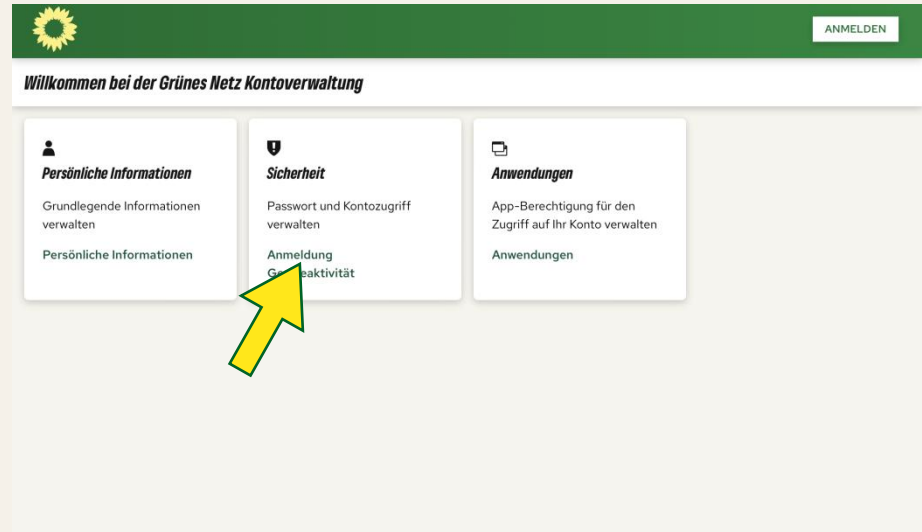 ANMELDEN
Willkommen bei der Grünes Netz Kontoverwaltung
Persönliche Informationen
Grundlegende Informationen
verwalten
Persönliche Informationen
Sicherheit
Passwort und Kontozugriff
verwalten
Anmeldung
Anwendungen
App-Berechtigung für den
Zugriff auf Ihr Konto verwalten
Anwendungen